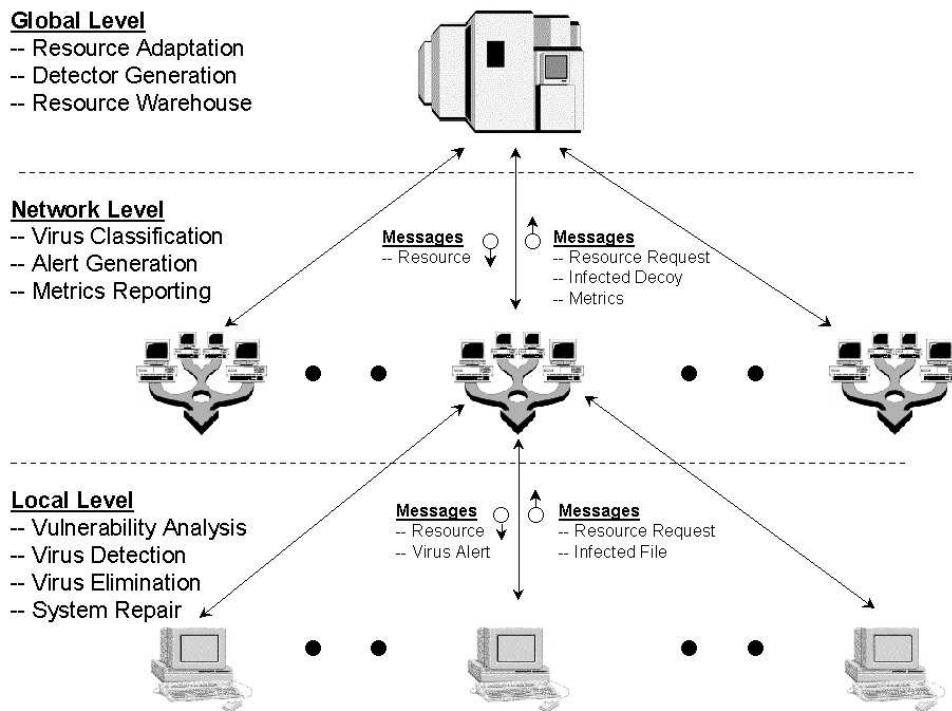 Global Level
-- Resource Adaptation
-- Detector Generation
-- Resource Warehouse
Network Level
-- Virus Classification
-- Alert Generation
-- Metrics Reporting
Messages
-- Resource
Messages
-- Resource Request
-- Infected Decoy
-- Metrics
Local Level
-- Vulnerability Analysis
-- Virus Detection
-- Virus Elimination
-- System Repair
Messages
-- Resource
-- Virus Alert
Messages
-- Resource Request
-- Infected File